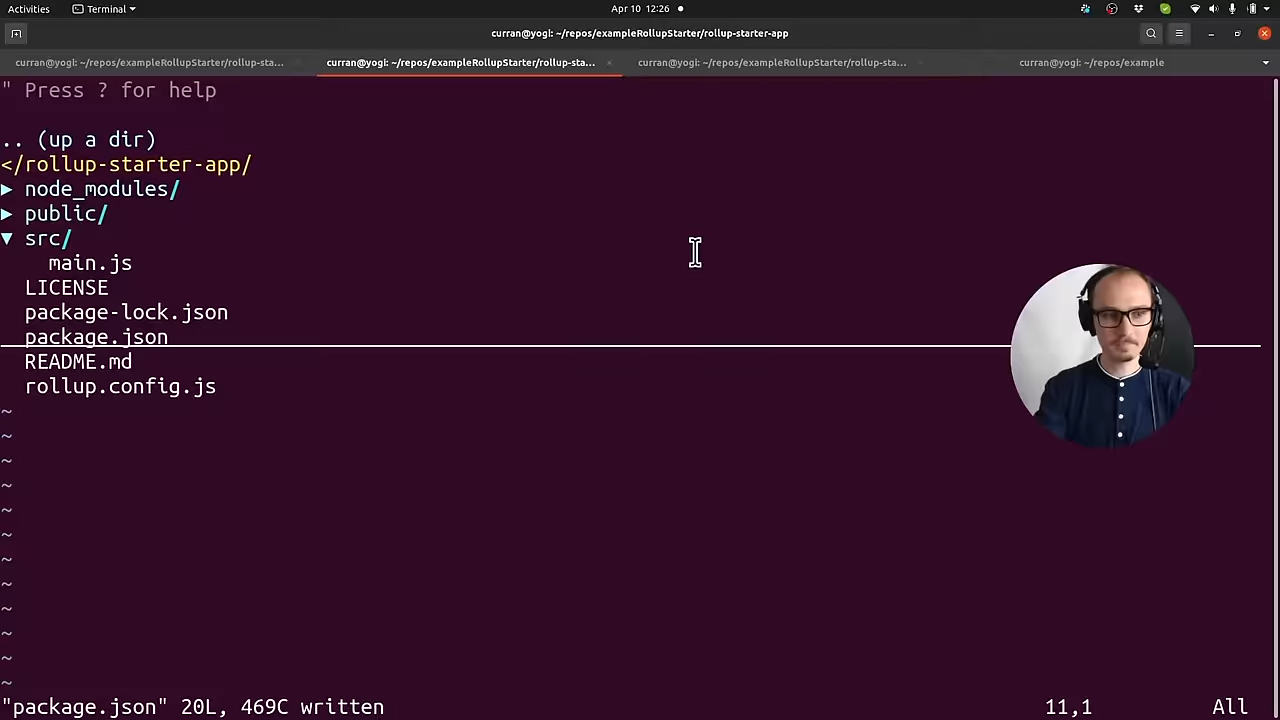 Activities Terminal Apr 10 12:26
curran@yogi: ~/repos/exampleRollupStarter/rollup-starter-app
curran@yogi: ~/repos/exampleRollupStarter/rollup-sta... curran@yogi: ~/repos/exampleRollupStarter/rollup-sta... curran@yogi: ~/repos/exampleRollupStarter/rollup-sta... curran@yogi: ~/repos/example
" Press ? for help
.. (up a dir)
</rollup-starter-app/
▶ node_modules/
▶ public/
▼ src/
main.js
LICENSE
package-lock.json
package.json
README.md
rollup.config.js
~
~
~
~
~
~
~
~
~
~
~
~
"package.json" 20L, 469C written 11,1 All